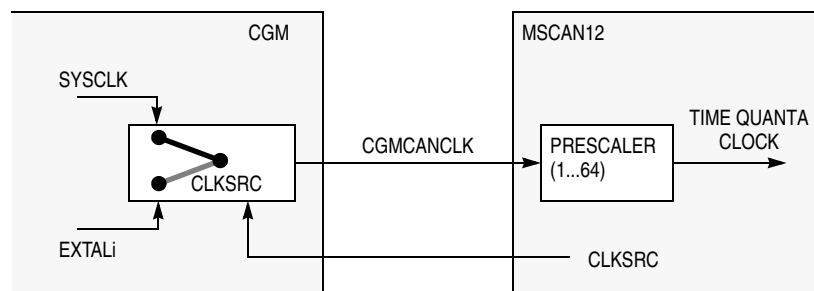 CGM
MSCAN12
SYSCLK
TIME QUANTA
CLOCK
CGMCANCLK
PRESCALER
(1...64)
CLKSRC
EXTALi
CLKSRC